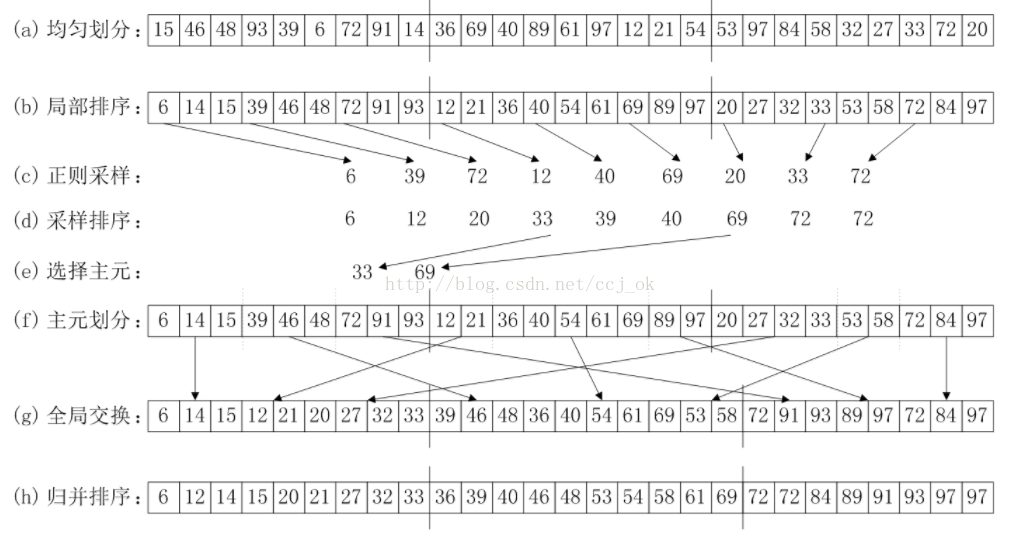 (a) 均匀划分: 15 46 48 93 39 6 72 91 14 36 69 40 89 61 97 12 21 54 53 97 84 58 32 27 33 72 20
(b) 局部排序: 6 14 15 39 46 48 72 91 93 12 21 36 40 54 61 69 89 97 20 27 32 33 53 58 72 84 97
(c) 正则采样: 6 39 72 12 40 69 20 33 72
(d) 采样排序: 6 12 20 33 39 40 69 72 72
(e) 选择主元: 33 69
http://blog.csdn.net/ccj_ok
(f) 主元划分: 6 14 15 39 46 48 72 91 93 12 21 36 40 54 61 69 89 97 20 27 32 33 53 58 72 84 97
(g) 全局交换: 6 14 15 12 21 20 27 32 33 39 46 48 36 40 54 61 69 53 58 72 91 93 89 97 72 84 97
(h) 归并排序: 6 12 14 15 20 21 27 32 33 36 39 40 46 48 53 54 58 61 69 72 72 84 89 91 93 97 97